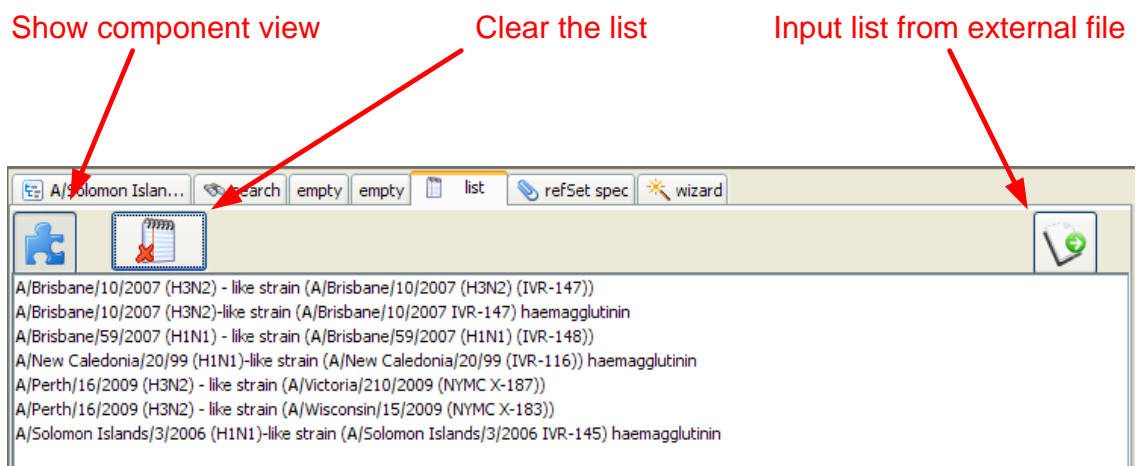 Show component view Clear the list Input list from external file
A/Solomon Islan... search empty empty list refSet spec wizard
A/Brisbane/10/2007 (H3N2) - like strain (A/Brisbane/10/2007 (H3N2) (IVR-147))
A/Brisbane/10/2007 (H3N2)-like strain (A/Brisbane/10/2007 IVR-147) haemagglutinin
A/Brisbane/59/2007 (H1N1) - like strain (A/Brisbane/59/2007 (H1N1) (IVR-148))
A/New Caledonia/20/99 (H1N1)-like strain (A/New Caledonia/20/99 (IVR-116)) haemagglutinin
A/Perth/16/2009 (H3N2) - like strain (A/Victoria/210/2009 (NYMC X-187))
A/Perth/16/2009 (H3N2) - like strain (A/Wisconsin/15/2009 (NYMC X-183))
A/Solomon Islands/3/2006 (H1N1)-like strain (A/Solomon Islands/3/2006 IVR-145) haemagglutinin